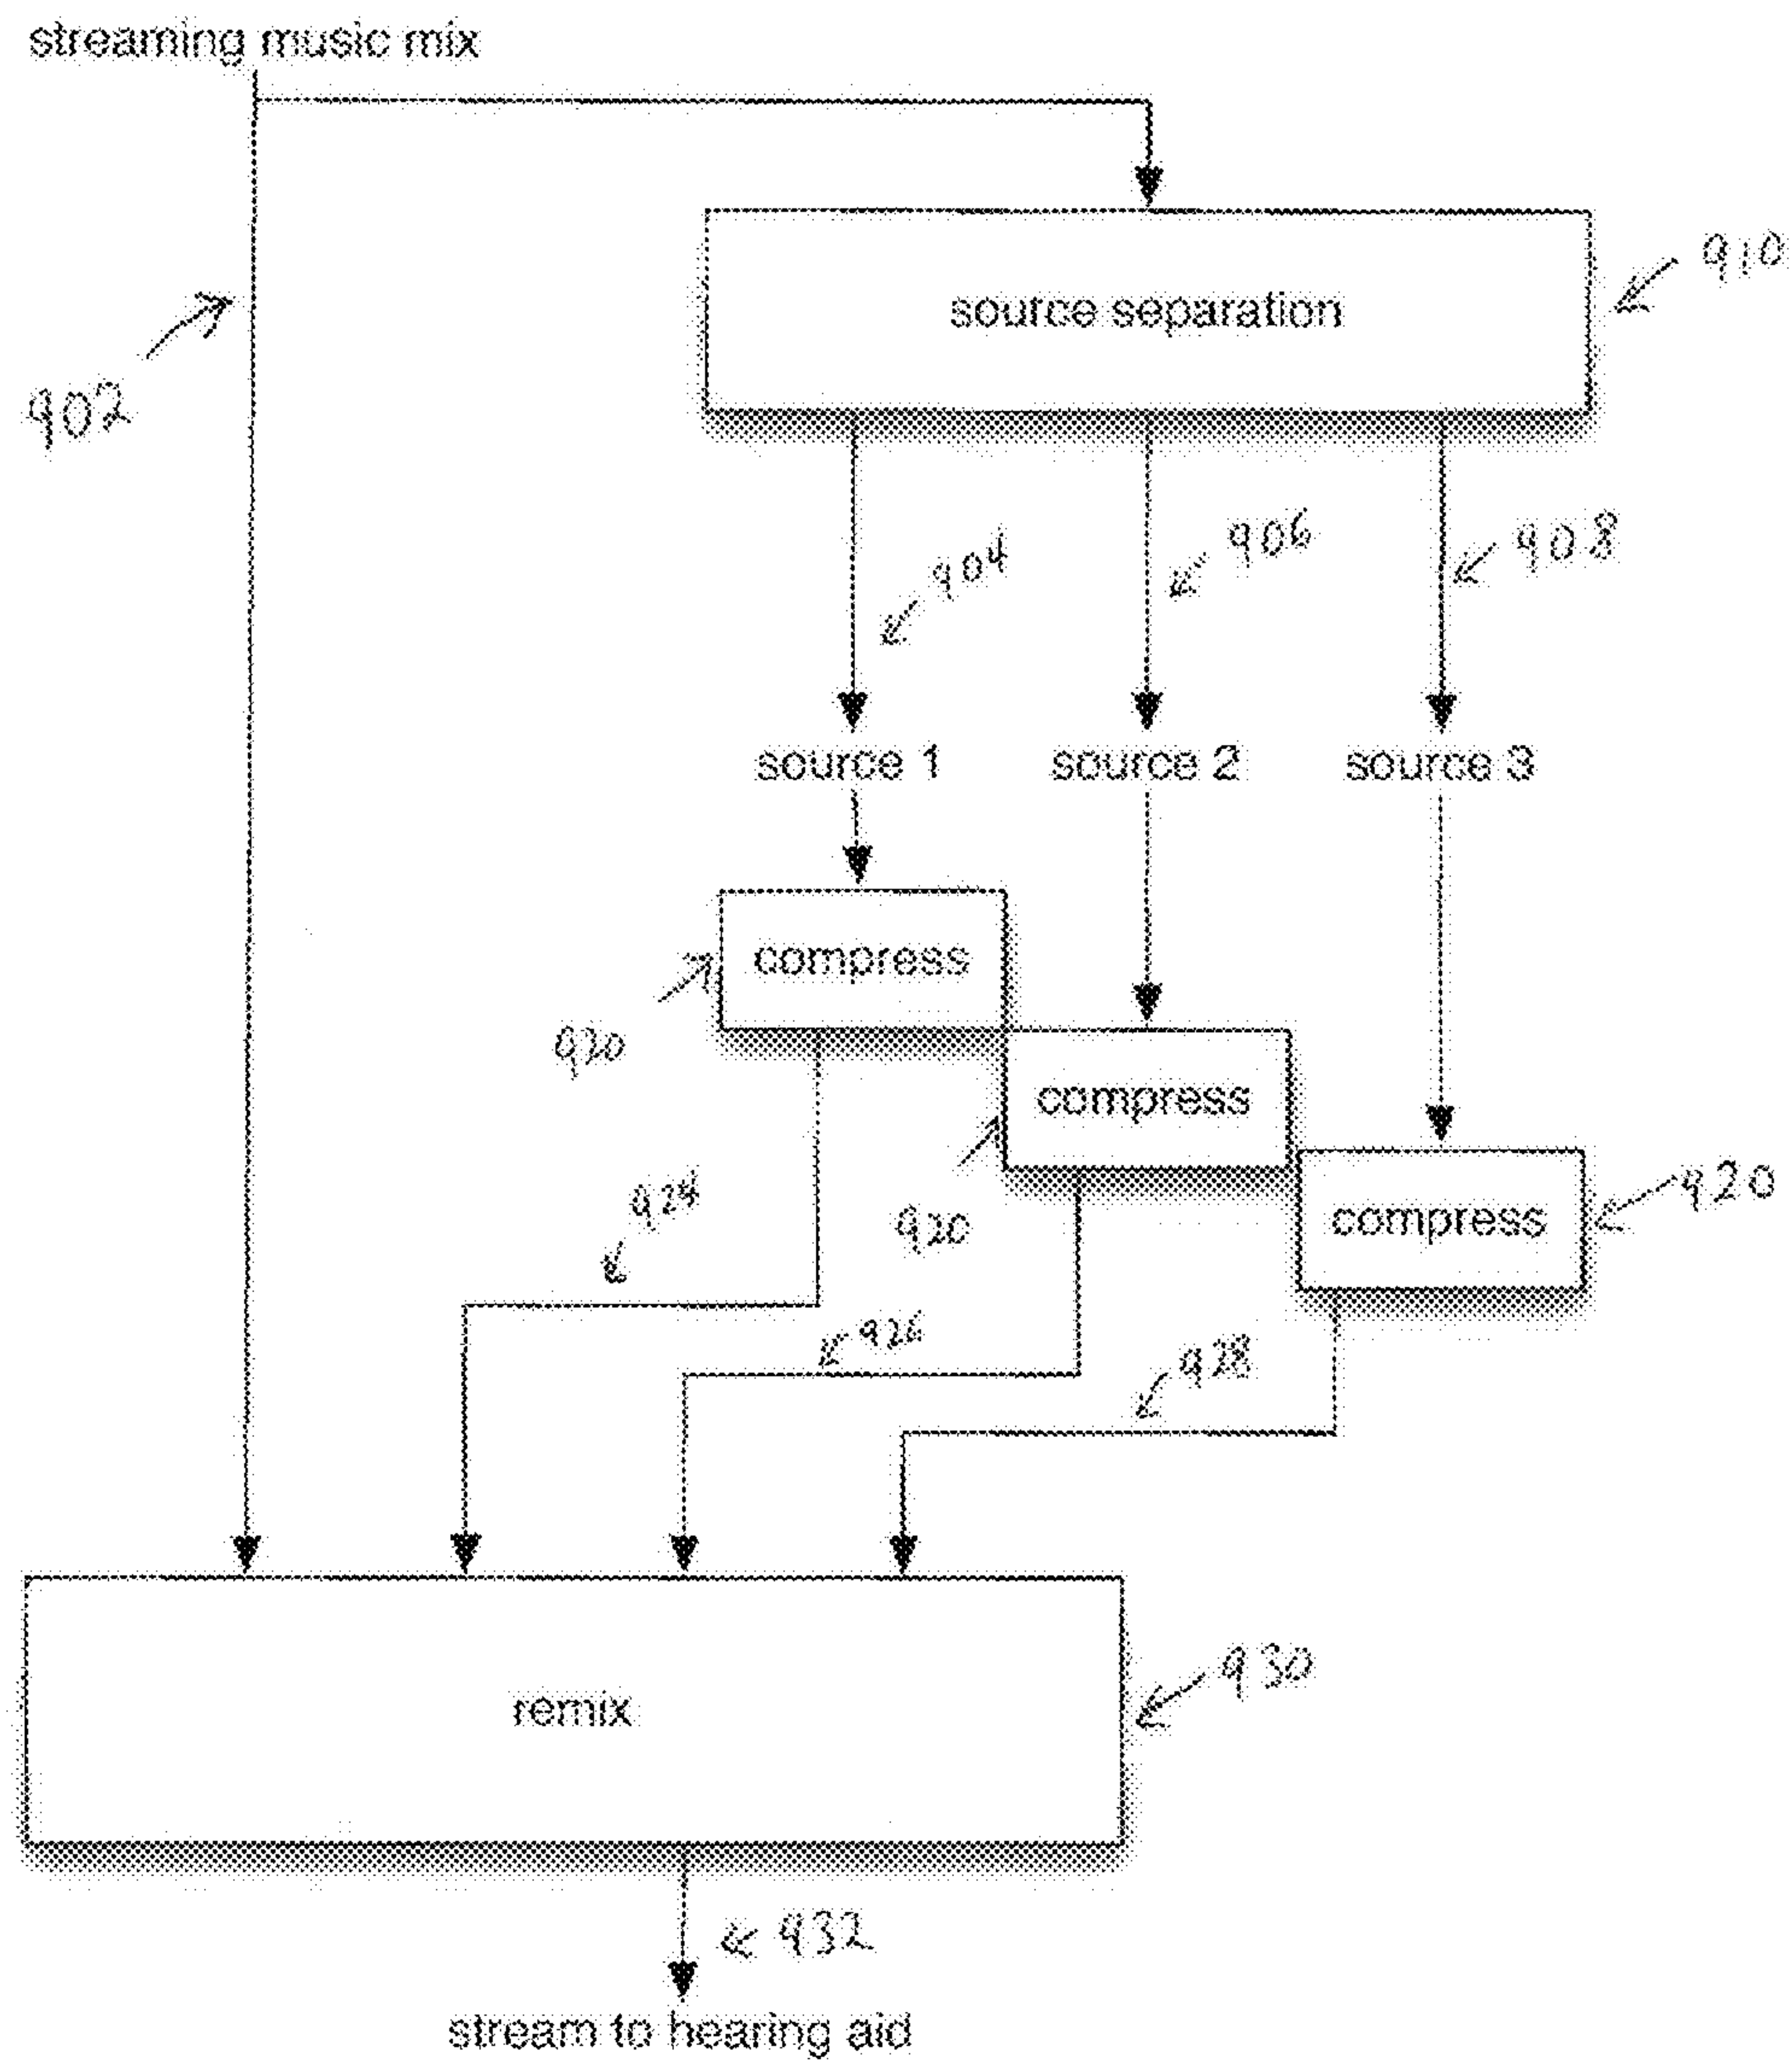 streaming music mix
910
source separation
902
904
906
908
source 1
source 2
source 3
compress
920
compress
924
920
compress
920
926
928
remix
930
932
stream to hearing aid